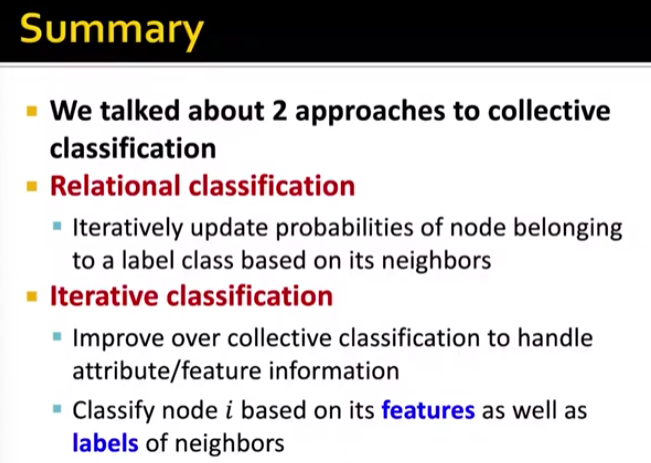 Summary
We talked about 2 approaches to collective
classification
Relational classification
Iteratively update probabilities of node belonging
to a label class based on its neighbors
Iterative classification
Improve over collective classification to handle
attribute/feature information
Classify node i based on its features as well as
labels of neighbors